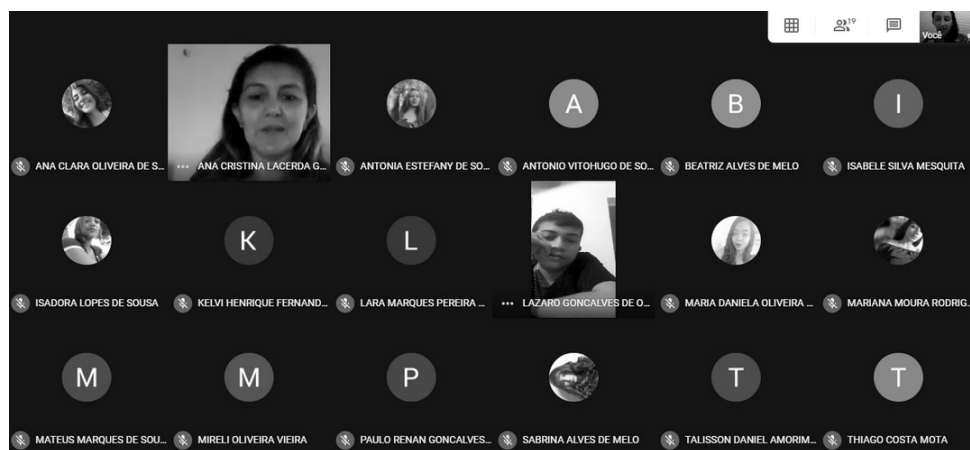 19
Você
ANA CLARA OLIVEIRA DE S...
ANA CRISTINA LACERDA G...
ANTONIA ESTEFANY DE SO...
A
ANTONIO VITOHUGO DE SO...
B
BEATRIZ ALVES DE MELO
I
ISABELE SILVA MESQUITA
ISADORA LOPES DE SOUSA
K
KELVI HENRIQUE FERNAND...
L
LARA MARQUES PEREIRA ...
LAZARO GONCALVES DE O...
MARIA DANIELA OLIVEIRA ...
MARIANA MOURA RODRIG...
M
MATEUS MARQUES DE SOU...
M
MIRELI OLIVEIRA VIEIRA
P
PAULO RENAN GONCALVES...
SABRINA ALVES DE MELO
T
TALISSON DANIEL AMORIM...
T
THIAGO COSTA MOTA